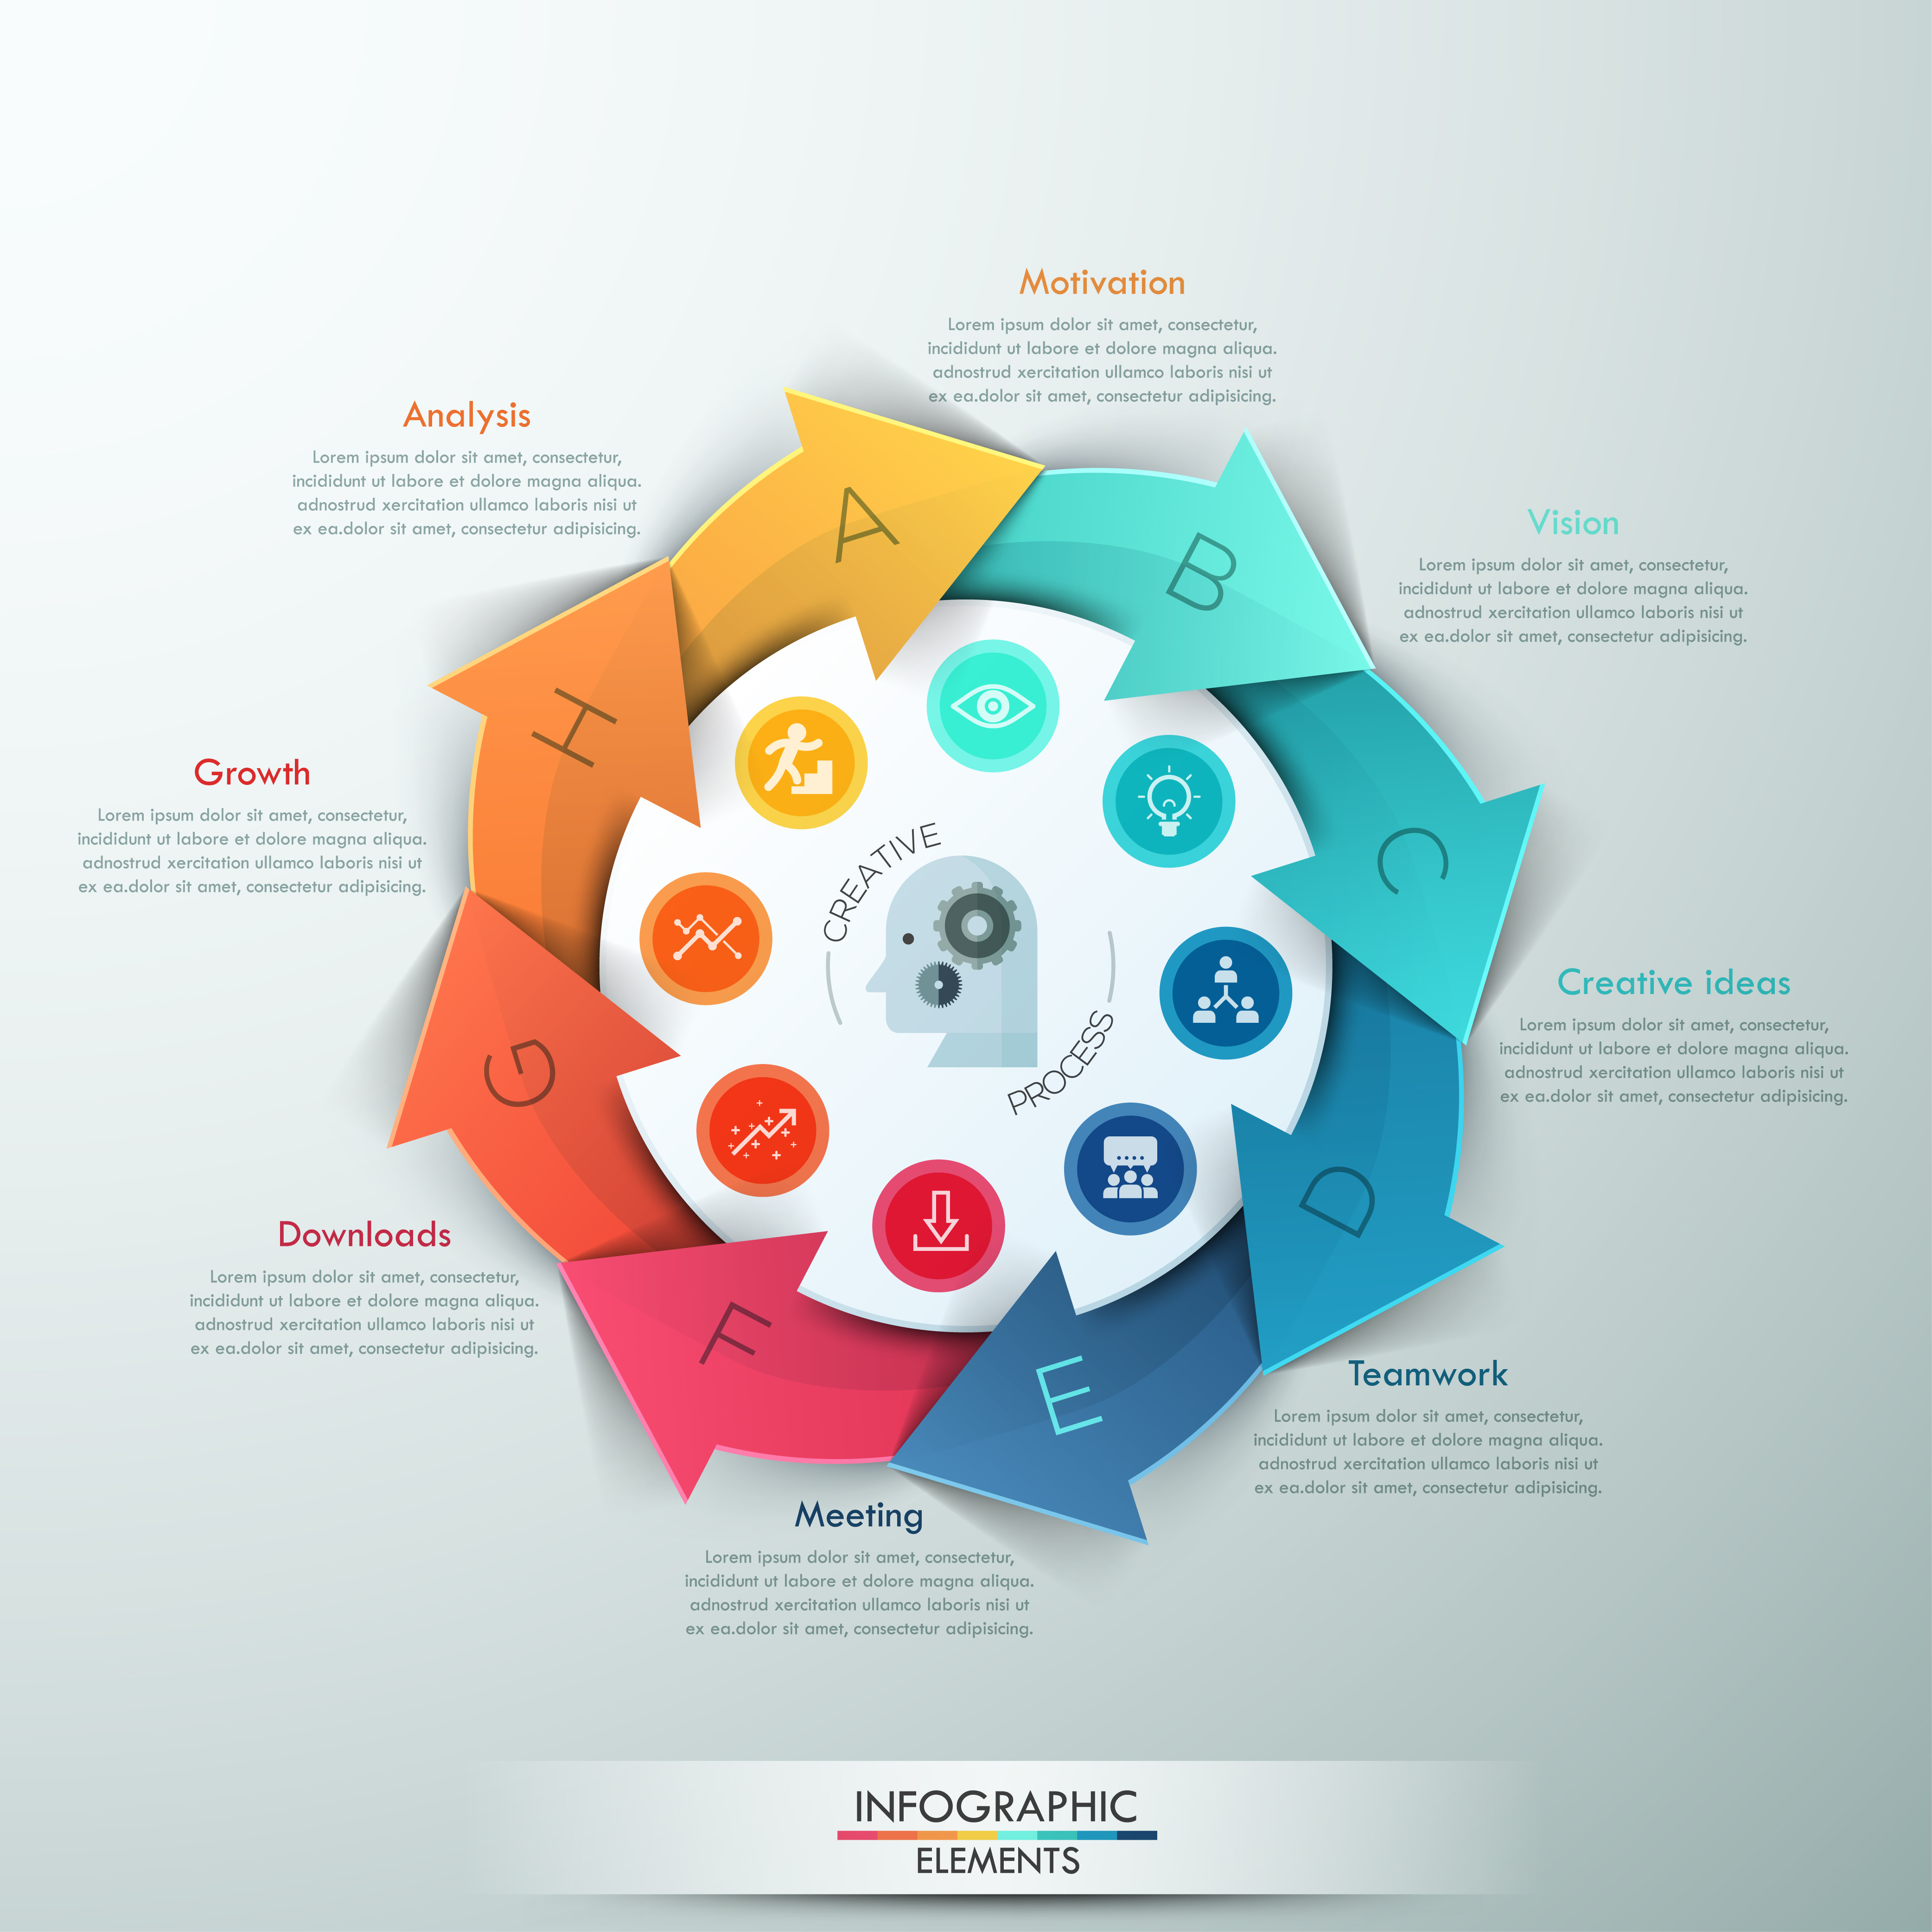 Motivation
Lorem ipsum dolor sit amet, consectetur,
incididunt ut labore et dolore magna aliqua.
adnostrud xercitation ullamco laboris nisi ut
ex ea.dolor sit amet, consectetur adipisicing.
Analysis
Lorem ipsum dolor sit amet, consectetur,
incididunt ut labore et dolore magna aliqua.
adnostrud xercitation ullamco laboris nisi ut
ex ea.dolor sit amet, consectetur adipisicing.
Vision
Lorem ipsum dolor sit amet, consectetur,
incididunt ut labore et dolore magna aliqua.
adnostrud xercitation ullamco laboris nisi ut
ex ea.dolor sit amet, consectetur adipisicing.
Growth
Lorem ipsum dolor sit amet, consectetur,
incididunt ut labore et dolore magna aliqua.
adnostrud xercitation ullamco laboris nisi ut
ex ea.dolor sit amet, consectetur adipisicing.
Creative ideas
Lorem ipsum dolor sit amet, consectetur,
incididunt ut labore et dolore magna aliqua.
adnostrud xercitation ullamco laboris nisi ut
ex ea.dolor sit amet, consectetur adipisicing.
Downloads
Lorem ipsum dolor sit amet, consectetur,
incididunt ut labore et dolore magna aliqua.
adnostrud xercitation ullamco laboris nisi ut
ex ea.dolor sit amet, consectetur adipisicing.
Teamwork
Lorem ipsum dolor sit amet, consectetur,
incididunt ut labore et dolore magna aliqua.
adnostrud xercitation ullamco laboris nisi ut
ex ea.dolor sit amet, consectetur adipisicing.
Meeting
Lorem ipsum dolor sit amet, consectetur,
incididunt ut labore et dolore magna aliqua.
adnostrud xercitation ullamco laboris nisi ut
ex ea.dolor sit amet, consectetur adipisicing.
A
B
C
D
E
F
G
H
CREATIVE
PROCESS
INFOGRAPHIC
ELEMENTS